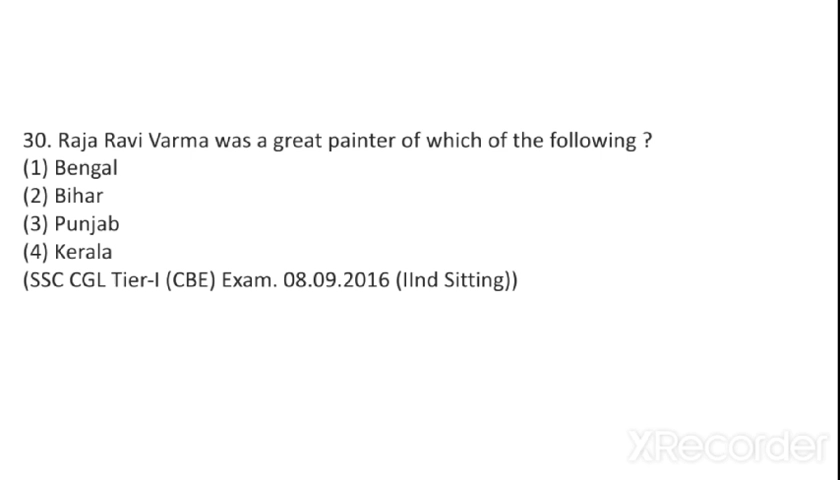 30. Raja Ravi Varma was a great painter of which of the following ?
(1) Bengal
(2) Bihar
(3) Punjab
(4) Kerala
(SSC CGL Tier-I (CBE) Exam. 08.09.2016 (IInd Sitting))
XRecorder